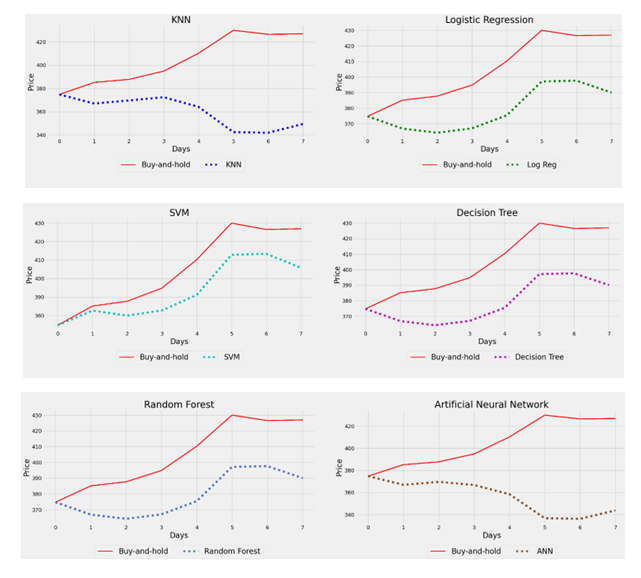 KNN
Price
420
400
380
360
340
0 1 2 3 4 5 6 7
Days
Buy-and-hold KNN
Logistic Regression
Price
430
420
410
400
390
380
370
0 1 2 3 4 5 6 7
Days
Buy-and-hold Log Reg
SVM
Price
430
420
410
400
390
380
0 1 2 3 4 5 6 7
Days
Buy-and-hold SVM
Decision Tree
Price
430
420
410
400
390
380
370
0 1 2 3 4 5 6 7
Days
Buy-and-hold Decision Tree
Random Forest
Price
430
420
410
400
390
380
370
0 1 2 3 4 5 6 7
Days
Buy-and-hold Random Forest
Artificial Neural Network
Price
420
400
380
360
340
0 1 2 3 4 5 6 7
Days
Buy-and-hold ANN